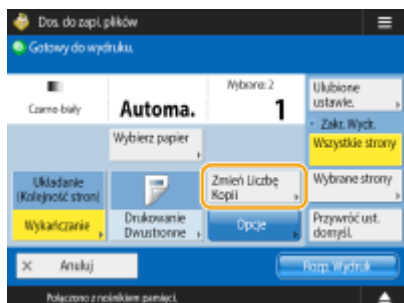 Dos. do zapi. plików
Gotowy do wydruku.
Czarno-biały
Automa.
Wybrano: 2
1
Ulubione
ustawie.
Zakr. Wydr.
Wszystkie strony
Wybierz papier
Układanie
(Kolejność stron)
Wykańczanie
Drukowanie
Dwustronne
Zmień Liczbę
Kopii
Opcje
Wybrane strony
Przywróć ust.
domyśl.
× Anuluj
Rozp. Wydruk
Połączono z nośnikiem pamięci.